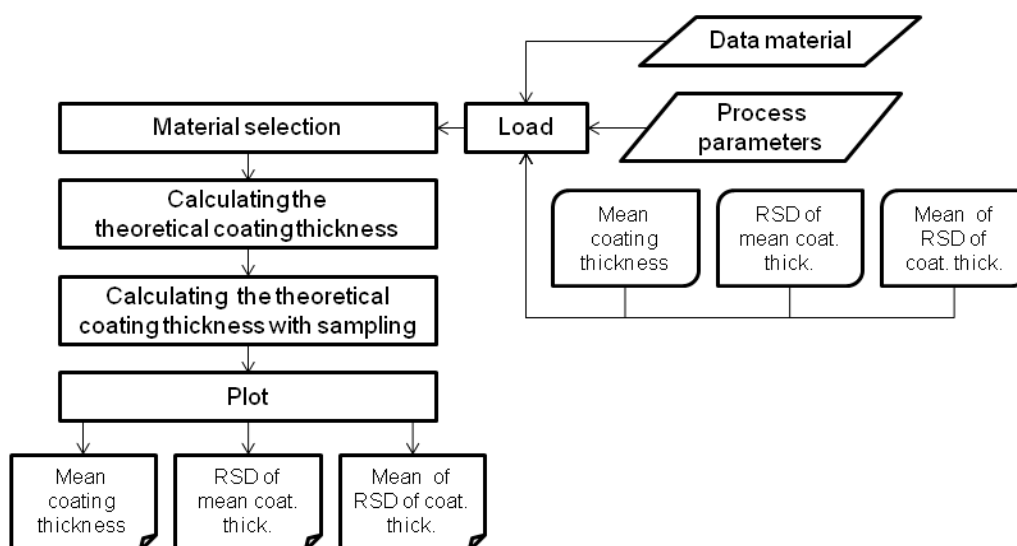 Data material
Process
parameters
Load
Material selection
Calculating the
theoretical coating thickness
Calculating the theoretical
coating thickness with sampling
Plot
Mean
coating
thickness
RSD of
mean coat.
thick.
Mean of
RSD of
coat. thick.
Mean
coating
thickness
RSD of
mean coat.
thick.
Mean of
RSD of coat.
thick.